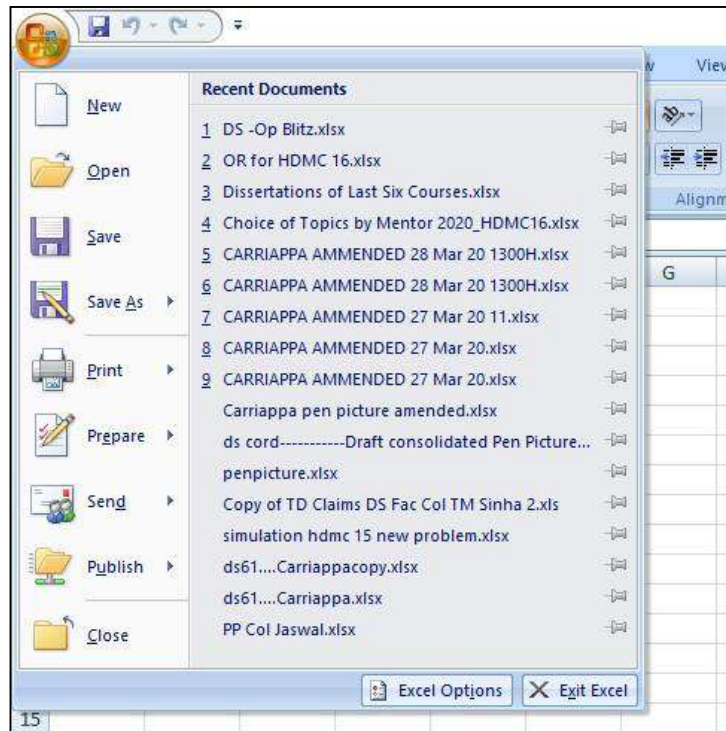 View
Alignm
G
15
New
Open
Save
Save As
Print
Prepare
Send
Publish
Close
Recent Documents
1 DS -Op Blitz.xlsx
2 OR for HDMC 16.xlsx
3 Dissertations of Last Six Courses.xlsx
4 Choice of Topics by Mentor 2020_HDMC16.xlsx
5 CARRIAPPA AMMENDED 28 Mar 20 1300H.xlsx
6 CARRIAPPA AMMENDED 28 Mar 20 1300H.xlsx
7 CARRIAPPA AMMENDED 27 Mar 20 11.xlsx
8 CARRIAPPA AMMENDED 27 Mar 20.xlsx
9 CARRIAPPA AMMENDED 27 Mar 20.xlsx
Carriappa pen picture amended.xlsx
ds cord-----------Draft consolidated Pen Picture...
penpicture.xlsx
Copy of TD Claims DS Fac Col TM Sinha 2.xls
simulation hdmc 15 new problem.xlsx
ds61....Carriappacopy.xlsx
ds61....Carriappa.xlsx
PP Col Jaswal.xlsx
Excel Options
Exit Excel